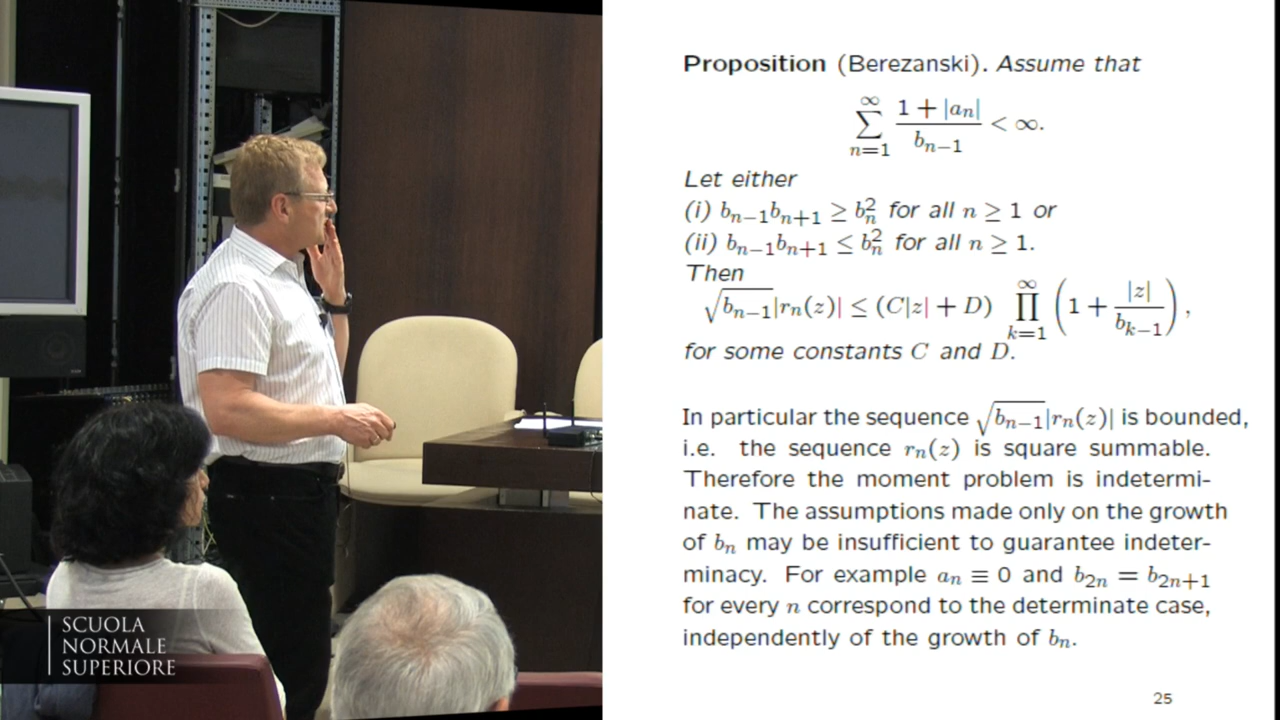 Proposition (Berezanski). Assume that
∑_{n=1}^{∞} (1 + |a_n|)/b_{n−1} < ∞.
Let either
(i) b_{n−1}b_{n+1} ≥ b_n^2 for all n ≥ 1 or
(ii) b_{n−1}b_{n+1} ≤ b_n^2 for all n ≥ 1.
Then
√(b_{n−1})|r_n(z)| ≤ (C|z| + D) ∏_{k=1}^{∞} (1 + |z|/b_{k−1}),
for some constants C and D.
In particular the sequence √(b_{n−1})|r_n(z)| is bounded,
i.e. the sequence r_n(z) is square summable.
Therefore the moment problem is indetermi-
nate. The assumptions made only on the growth
of b_n may be insufficient to guarantee indeter-
minacy. For example a_n ≡ 0 and b_{2n} = b_{2n+1}
for every n correspond to the determinate case,
independently of the growth of b_n.
25
SCUOLA
NORMALE
SUPERIORE